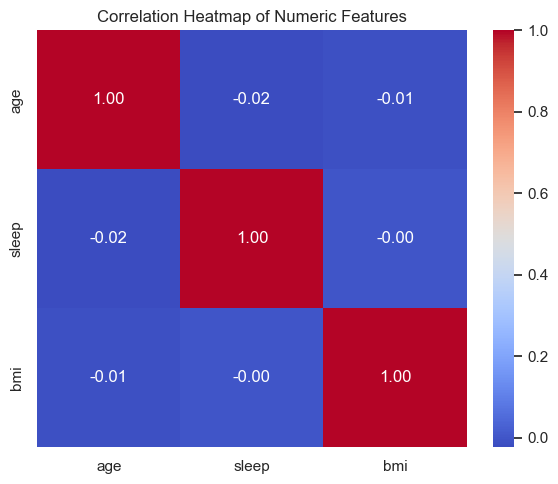 Correlation Heatmap of Numeric Features
age
1.00
-0.02
-0.01
sleep
-0.02
1.00
-0.00
bmi
-0.01
-0.00
1.00
age
sleep
bmi
1.0
0.8
0.6
0.4
0.2
0.0